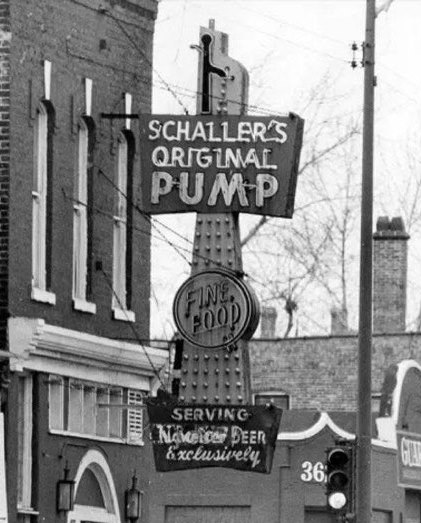 SCHALLER'S
ORIGINAL
PUMP
FINE
FOOD
SERVING
Beer
Exclusively
36